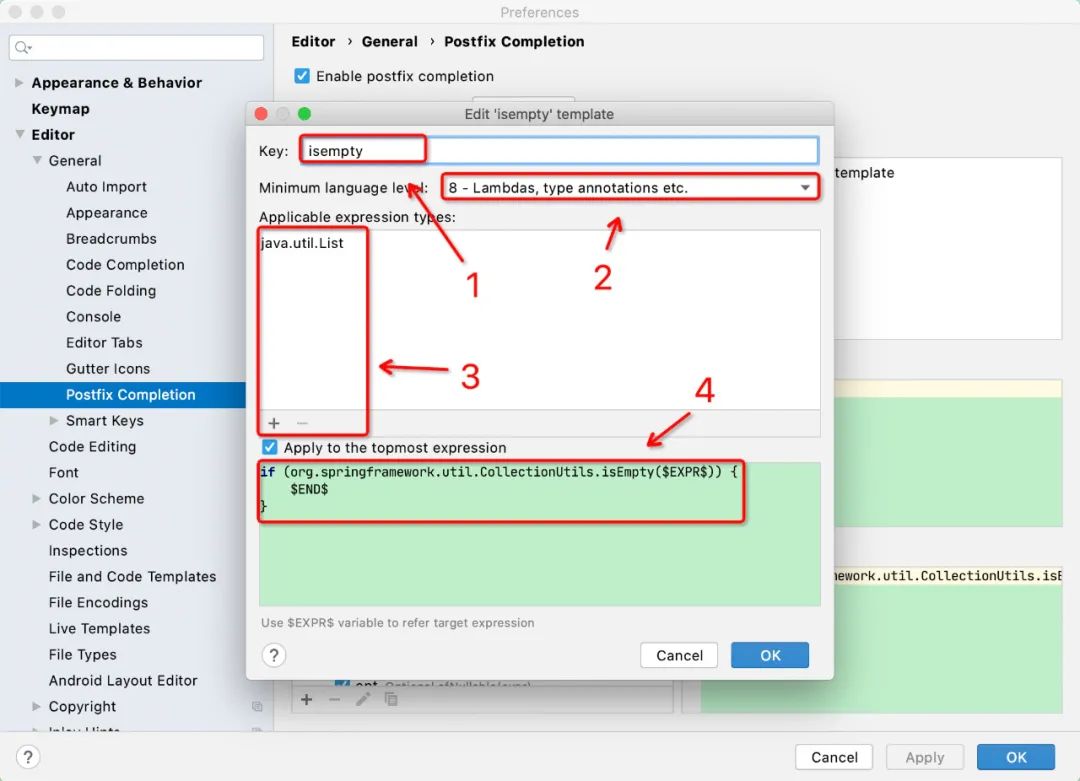 Preferences
Editor › General › Postfix Completion
Enable postfix completion
Appearance & Behavior
Keymap
Editor
General
Auto Import
Appearance
Breadcrumbs
Code Completion
Code Folding
Console
Editor Tabs
Gutter Icons
Postfix Completion
Smart Keys
Code Editing
Font
Color Scheme
Code Style
Inspections
File and Code Templates
File Encodings
Live Templates
File Types
Android Layout Editor
Copyright
Edit 'isempty' template
Key: isempty
Minimum language level: 8 - Lambdas, type annotations etc.
Applicable expression types:
java.util.List
1
2
3
4
+ −
Apply to the topmost expression
if (org.springframework.util.CollectionUtils.isEmpty($EXPR$)) {
    $END$
}
Use $EXPR$ variable to refer target expression
? Cancel OK
template
ework.util.CollectionUtils.isE
+ −
? Cancel Apply OK